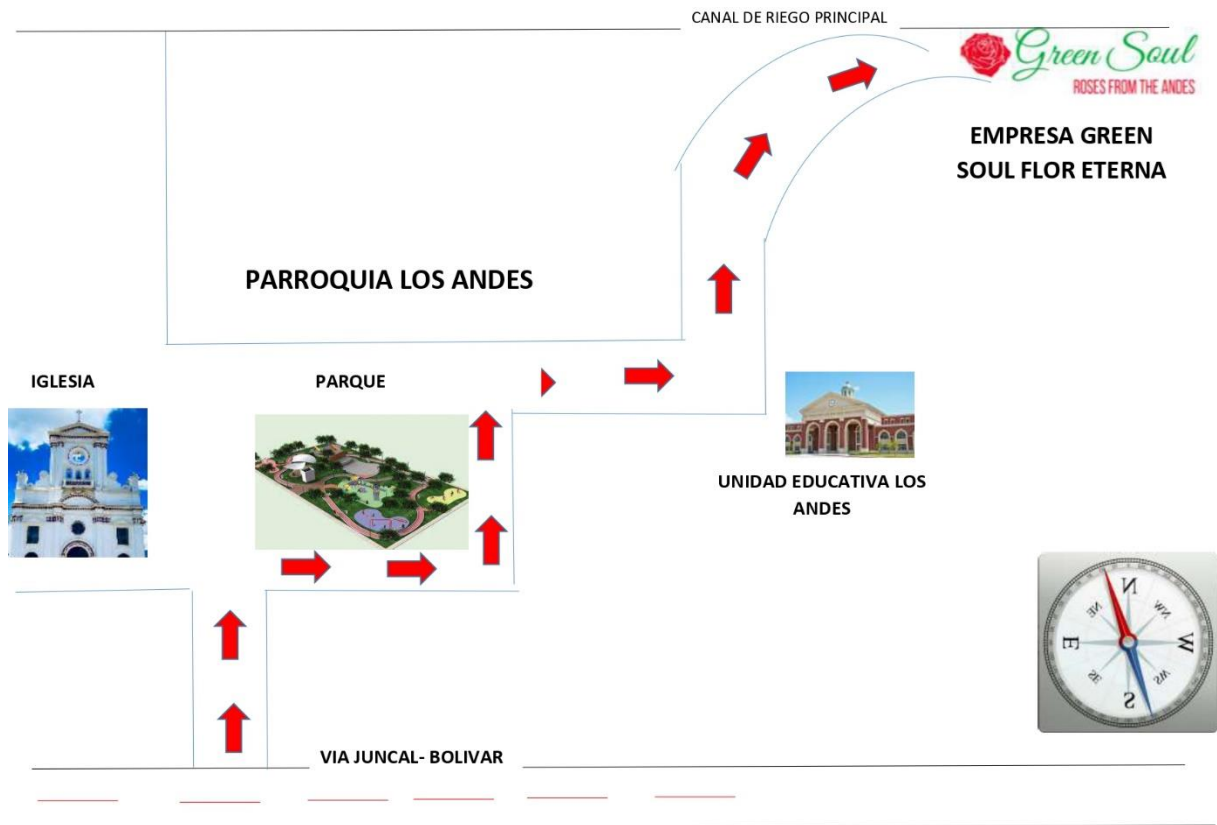 CANAL DE RIEGO PRINCIPAL
Green Soul
ROSES FROM THE ANDES
EMPRESA GREEN
SOUL FLOR ETERNA
PARROQUIA LOS ANDES
IGLESIA
PARQUE
UNIDAD EDUCATIVA LOS
ANDES
N
NE
NW
E
W
SE
SW
S
VIA JUNCAL- BOLIVAR